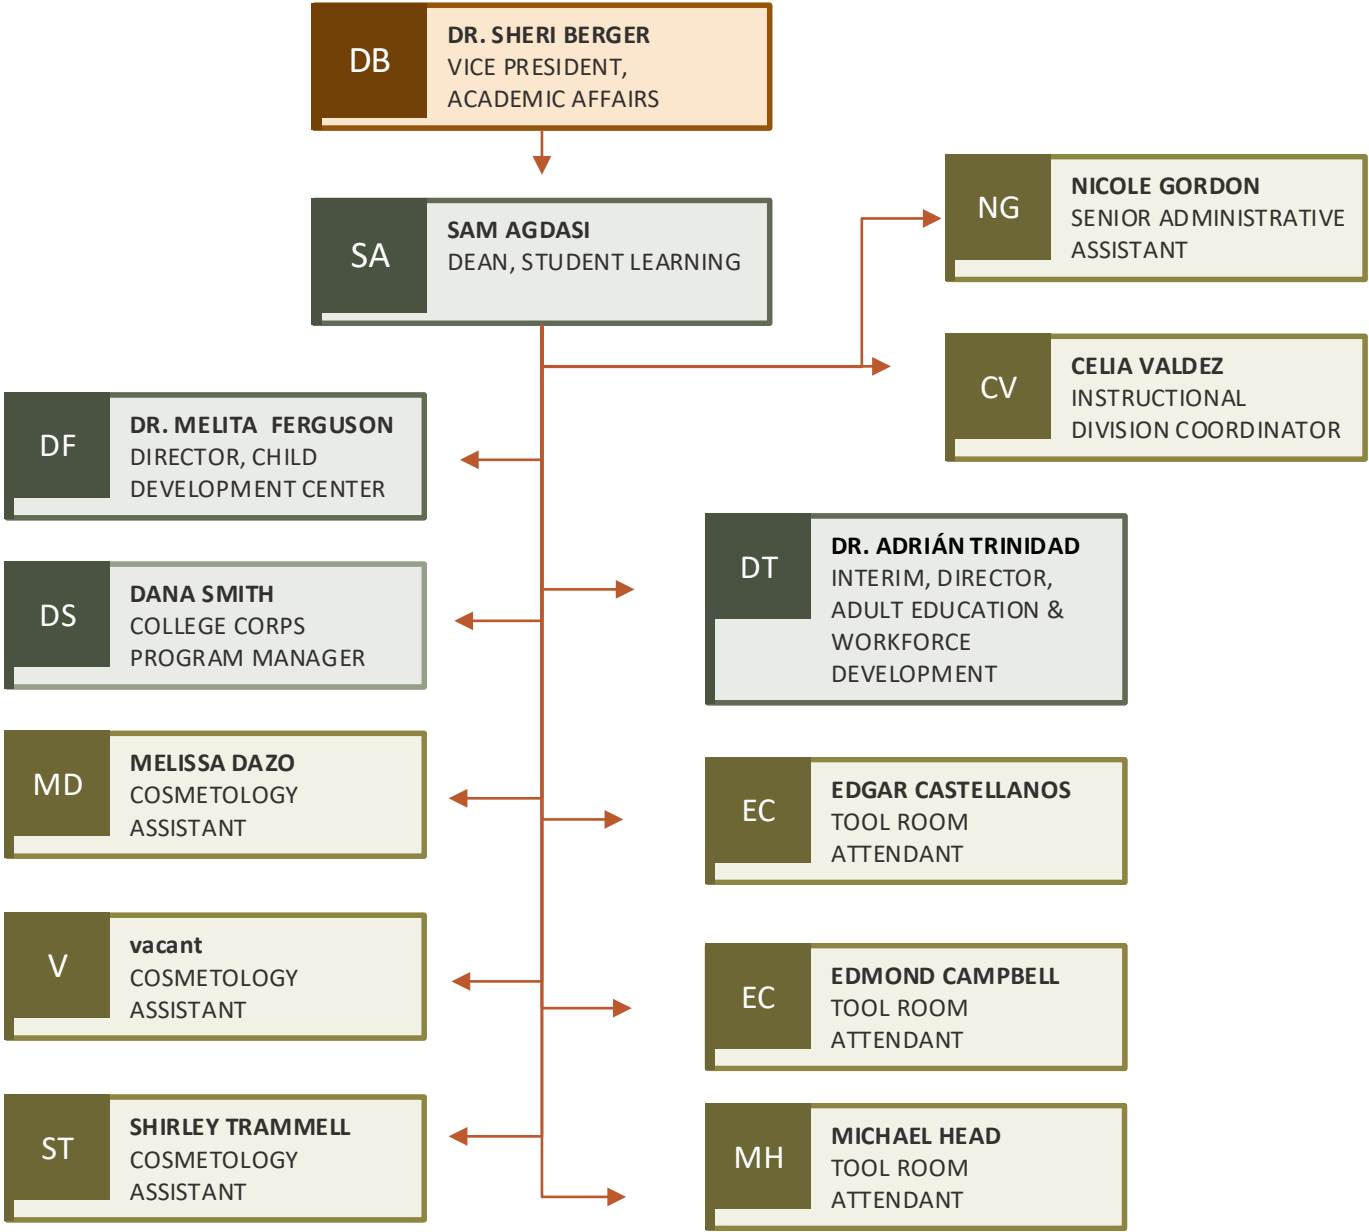 DB
DR. SHERI BERGER
VICE PRESIDENT,
ACADEMIC AFFAIRS
SA
SAM AGDASI
DEAN, STUDENT LEARNING
NG
NICOLE GORDON
SENIOR ADMINISTRATIVE
ASSISTANT
CV
CELIA VALDEZ
INSTRUCTIONAL
DIVISION COORDINATOR
DF
DR. MELITA FERGUSON
DIRECTOR, CHILD
DEVELOPMENT CENTER
DT
DR. ADRIÁN TRINIDAD
INTERIM, DIRECTOR,
ADULT EDUCATION &
WORKFORCE
DEVELOPMENT
DS
DANA SMITH
COLLEGE CORPS
PROGRAM MANAGER
MD
MELISSA DAZO
COSMETOLOGY
ASSISTANT
EC
EDGAR CASTELLANOS
TOOL ROOM
ATTENDANT
V
vacant
COSMETOLOGY
ASSISTANT
EC
EDMOND CAMPBELL
TOOL ROOM
ATTENDANT
ST
SHIRLEY TRAMMELL
COSMETOLOGY
ASSISTANT
MH
MICHAEL HEAD
TOOL ROOM
ATTENDANT